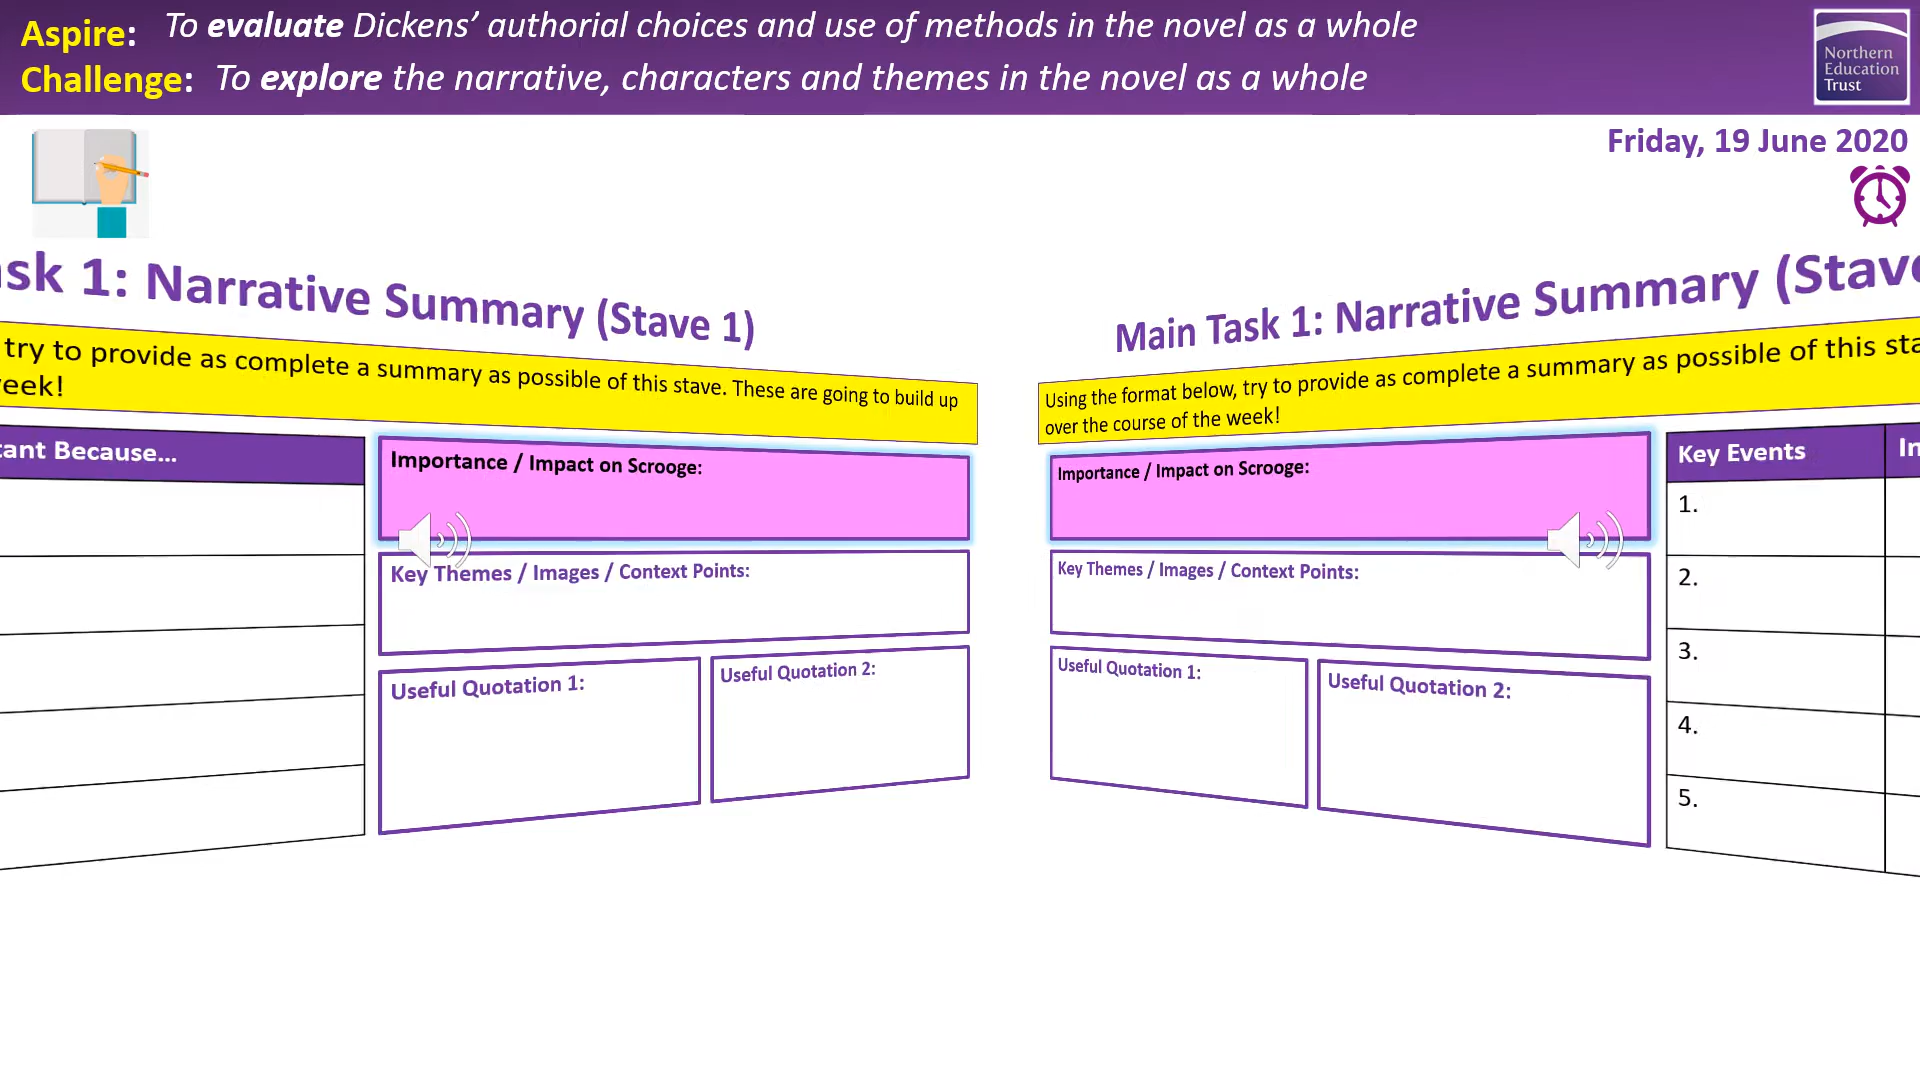 Aspire: To evaluate Dickens’ authorial choices and use of methods in the novel as a whole
Challenge: To explore the narrative, characters and themes in the novel as a whole
Northern
Education
Trust
Friday, 19 June 2020
sk 1: Narrative Summary (Stave 1)
try to provide as complete a summary as possible of this stave. These are going to build up
eek!
tant Because...
Importance / Impact on Scrooge:
Key Themes / Images / Context Points:
Useful Quotation 1:
Useful Quotation 2:
Main Task 1: Narrative Summary (Stave
Using the format below, try to provide as complete a summary as possible of this sta
over the course of the week!
Importance / Impact on Scrooge:
Key Themes / Images / Context Points:
Useful Quotation 1:
Useful Quotation 2:
Key Events
In
1.
2.
3.
4.
5.